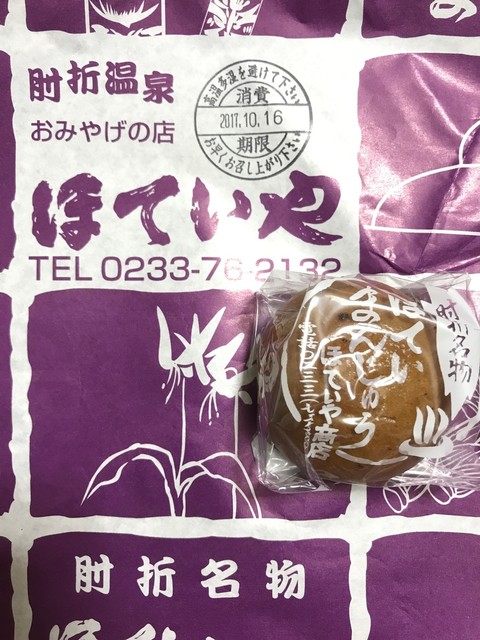 肘折温泉
おみやげの店
ほていや
TEL 0233-76-2132
高温多湿を避けて下さい
消費
2017.10.16
期限
お早くお召し上がり下さい
肘折名物
ほてい
まんじゅう
ほていや商店
肘折名物